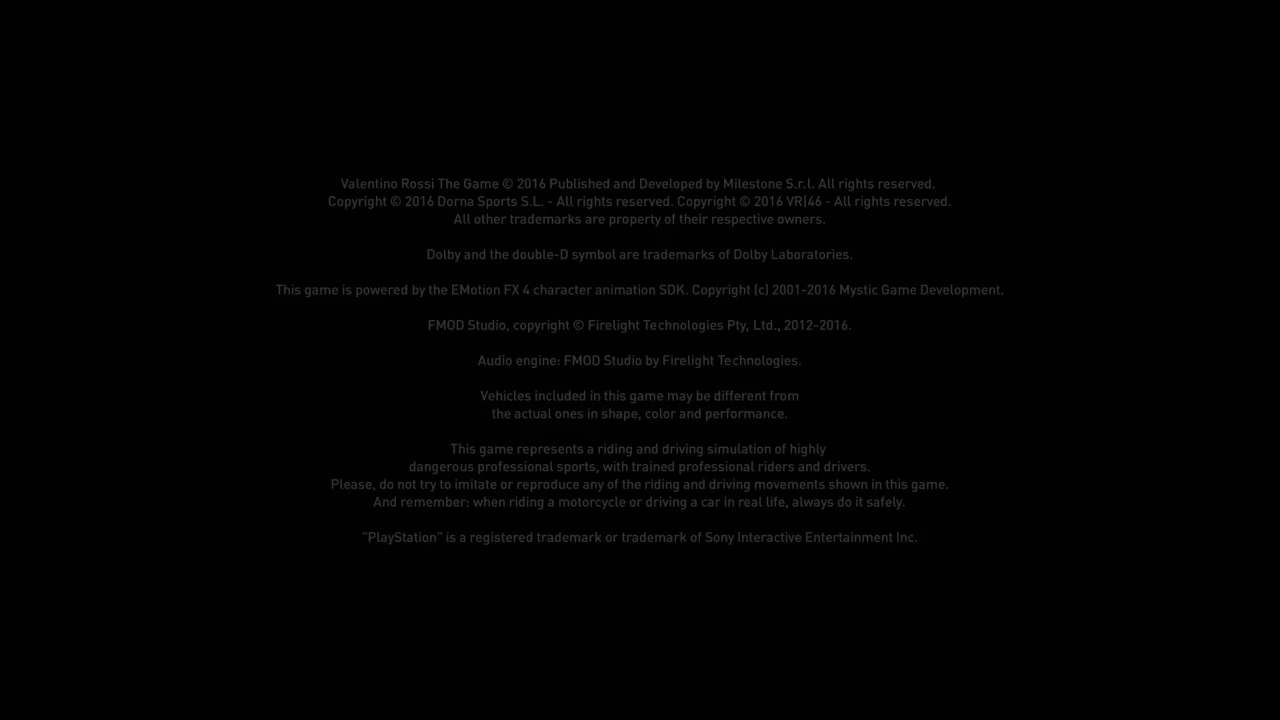 Valentino Rossi The Game © 2016 Published and Developed by Milestone S.r.l. All rights reserved.
Copyright © 2016 Dorna Sports S.L. - All rights reserved. Copyright © 2016 VR|46 - All rights reserved.
All other trademarks are property of their respective owners.
Dolby and the double-D symbol are trademarks of Dolby Laboratories.
This game is powered by the EMotion FX 4 character animation SDK. Copyright (c) 2001-2016 Mystic Game Development.
FMOD Studio, copyright © Firelight Technologies Pty, Ltd., 2012-2016.
Audio engine: FMOD Studio by Firelight Technologies.
Vehicles included in this game may be different from
the actual ones in shape, color and performance.
This game represents a riding and driving simulation of highly
dangerous professional sports, with trained professional riders and drivers.
Please, do not try to imitate or reproduce any of the riding and driving movements shown in this game.
And remember: when riding a motorcycle or driving a car in real life, always do it safely.
"PlayStation" is a registered trademark or trademark of Sony Interactive Entertainment Inc.